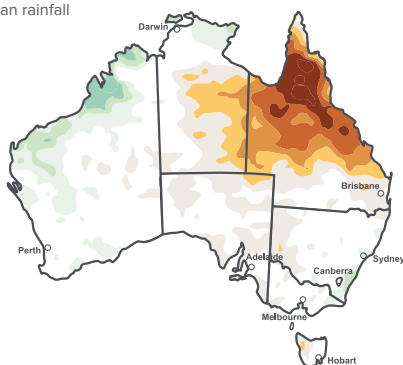 an rainfall
Darwin
Brisbane
Perth
Adelaide
Sydney
Canberra
Melbourne
Hobart